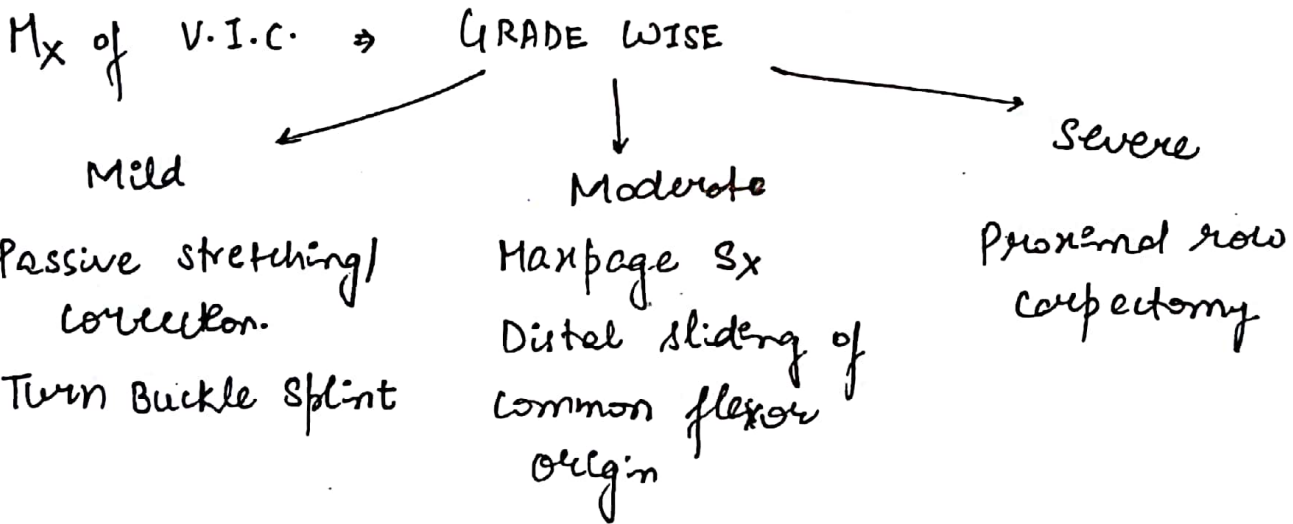 Mx of V.I.C. ⇒ GRADE WISE
Mild
Passive stretching/
correction.
Turn Buckle Splint
Moderate
Maxpage Sx
Distal sliding of
common flexor
origin
Severe
Proximal row
carpectomy